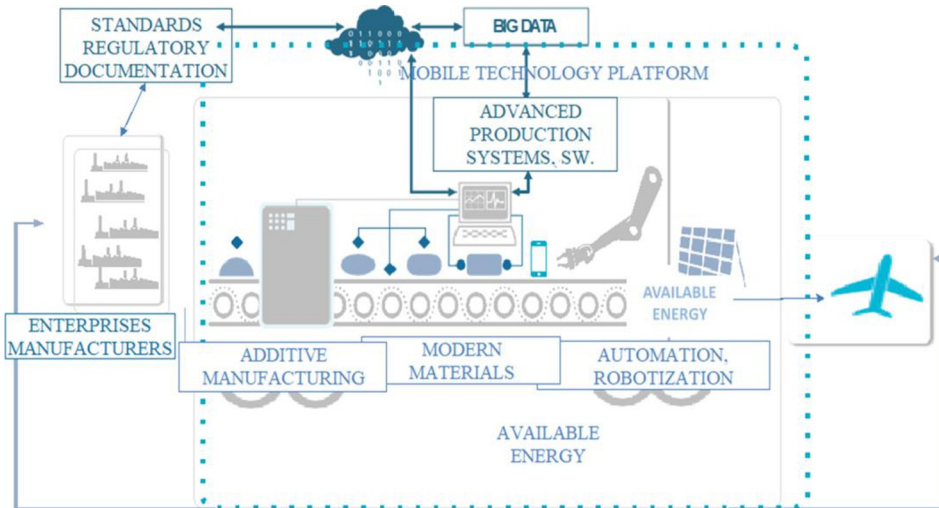 STANDARDS
REGULATORY
DOCUMENTATION
BIG DATA
MOBILE TECHNOLOGY PLATFORM
ADVANCED
PRODUCTION
SYSTEMS, SW.
AVAILABLE
ENERGY
ENTERPRISES
MANUFACTURERS
ADDITIVE
MANUFACTURING
MODERN
MATERIALS
AUTOMATION,
ROBOTIZATION
AVAILABLE
ENERGY